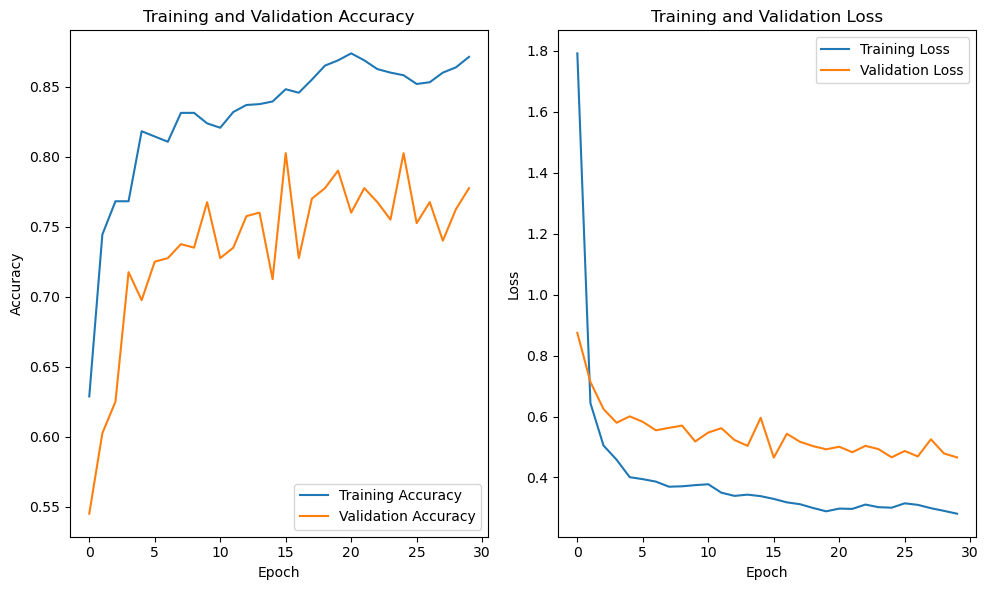 Training and Validation Accuracy
Accuracy
0.85
0.80
0.75
0.70
0.65
0.60
0.55
Training Accuracy
Validation Accuracy
0 5 10 15 20 25 30
Epoch
Training and Validation Loss
Loss
1.8
1.6
1.4
1.2
1.0
0.8
0.6
0.4
Training Loss
Validation Loss
0 5 10 15 20 25 30
Epoch